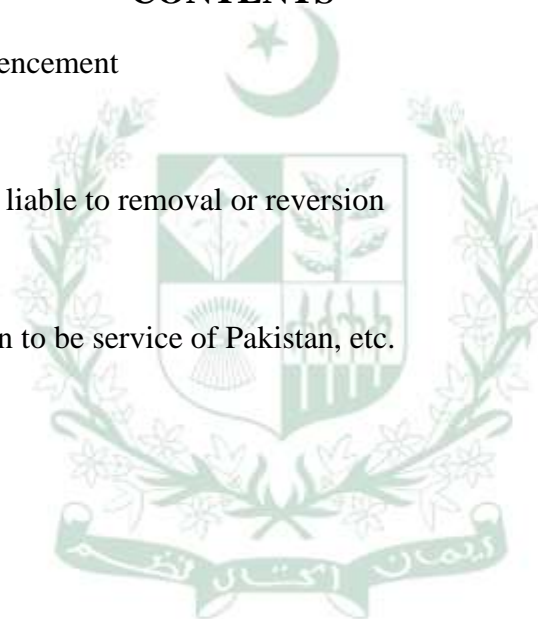 CONTENTS
encement
liable to removal or reversion
n to be service of Pakistan, etc.
ایمان اتحاد نظم